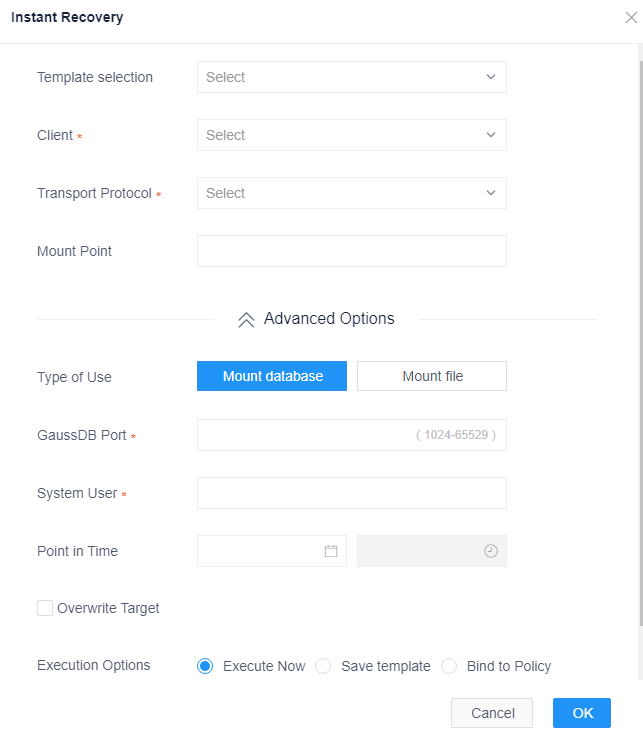 Instant Recovery
Template selection Select
Client * Select
Transport Protocol * Select
Mount Point
Advanced Options
Type of Use Mount database Mount file
GaussDB Port * ( 1024-65529 )
System User *
Point in Time
Overwrite Target
Execution Options Execute Now Save template Bind to Policy
Cancel OK